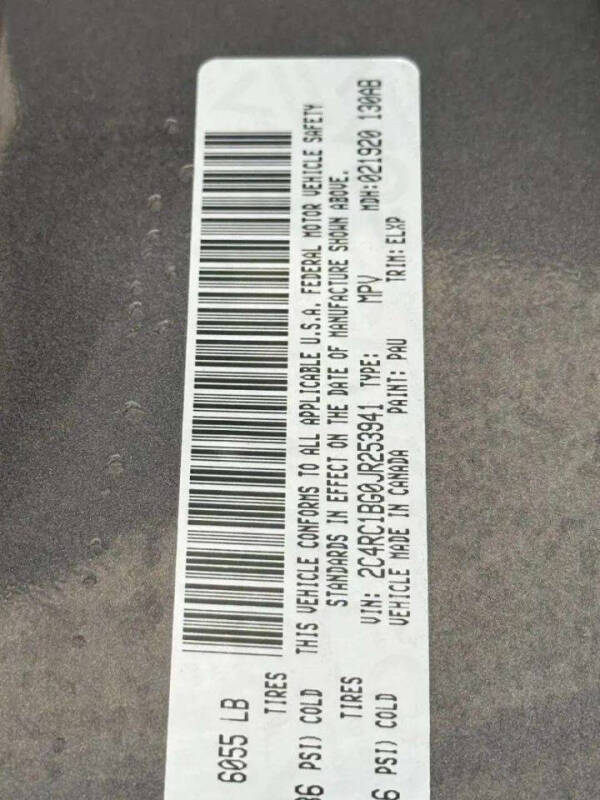 6055 LB
TIRES
36 PSI) COLD
TIRES
6 PSI) COLD
THIS VEHICLE CONFORMS TO ALL APPLICABLE U.S.A. FEDERAL MOTOR VEHICLE SAFETY
STANDARDS IN EFFECT ON THE DATE OF MANUFACTURE SHOWN ABOVE.
VIN: 2C4RC1BG0JR253941 TYPE: MPV MDH:021920 130AB
VEHICLE MADE IN CANADA PAINT: PAU TRIM: ELXP